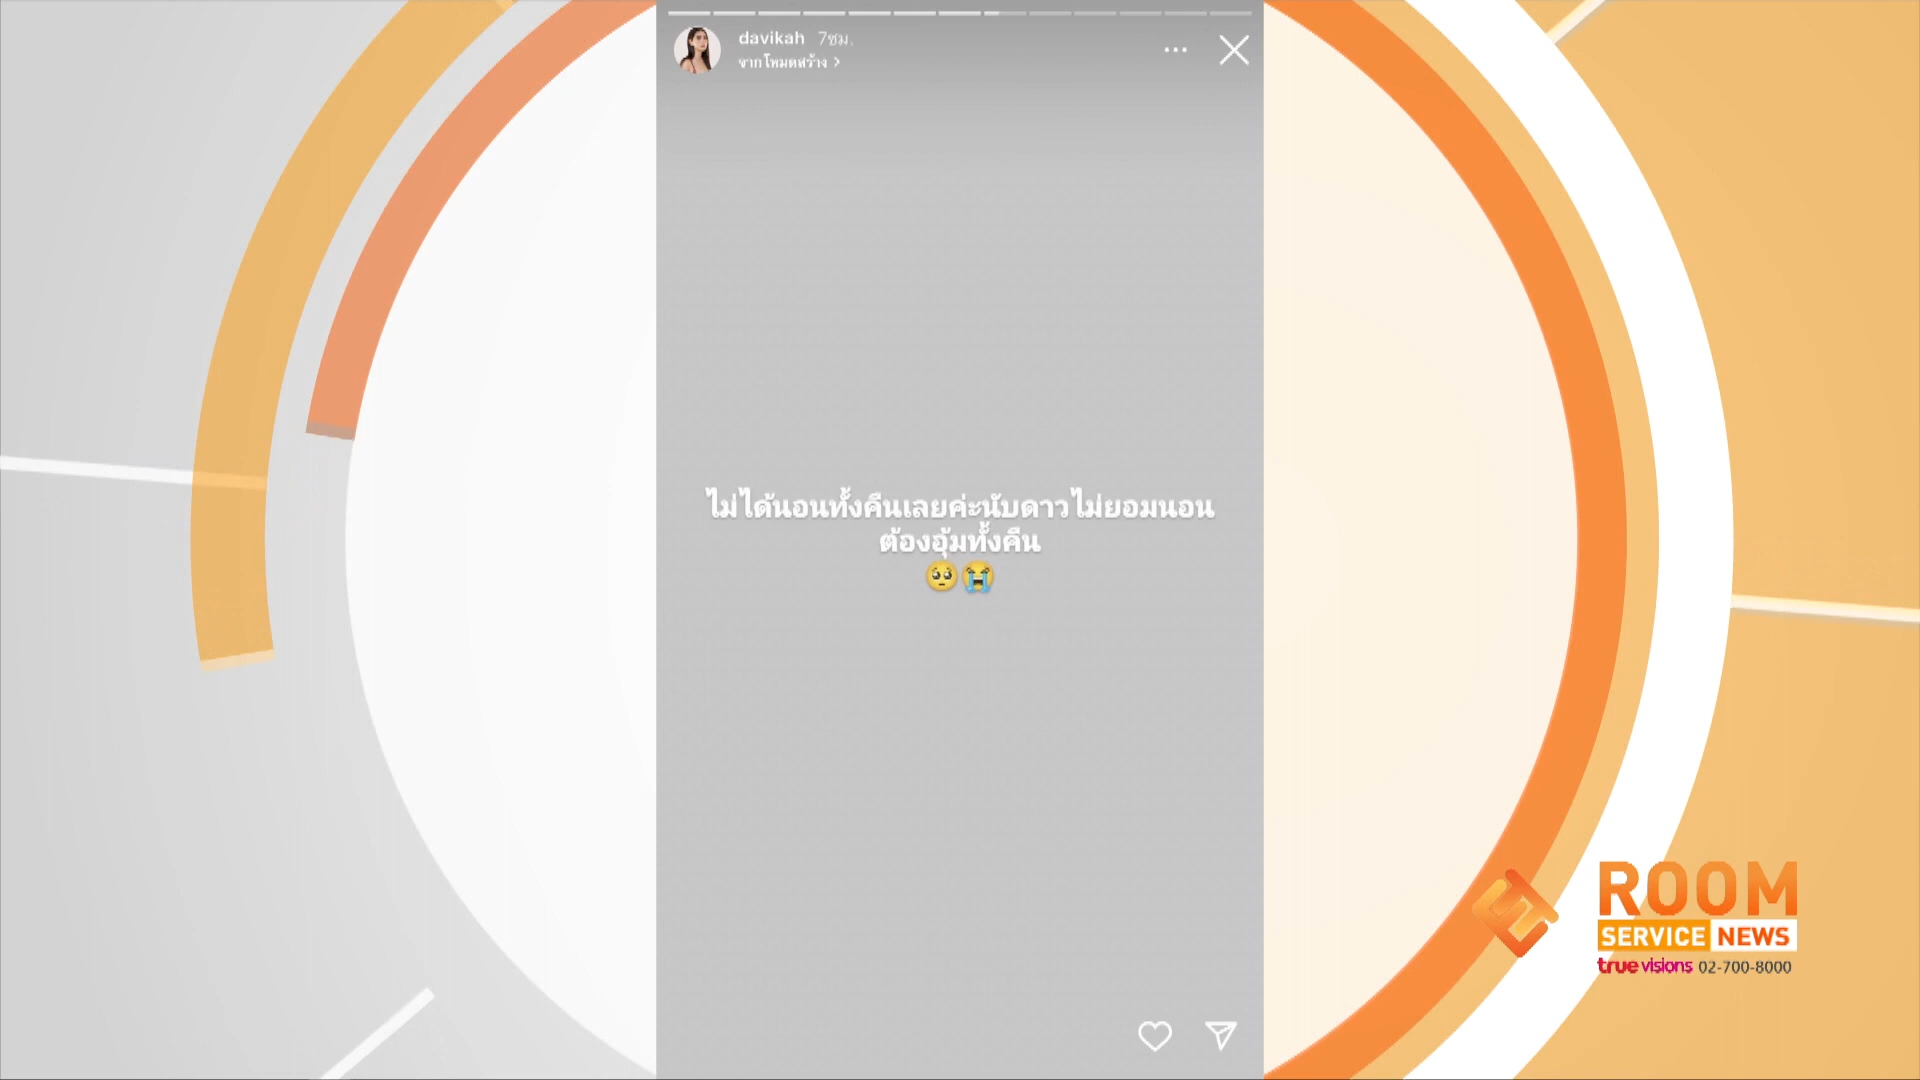 davikah 7ชม.
จากโหมดสร้าง >
ไม่ได้นอนทั้งคืนเลยค่ะนับดาวไม่ยอมนอน
ต้องอุ้มทั้งคืน
🥺😭
ROOM
SERVICE NEWS
truevisions 02-700-8000